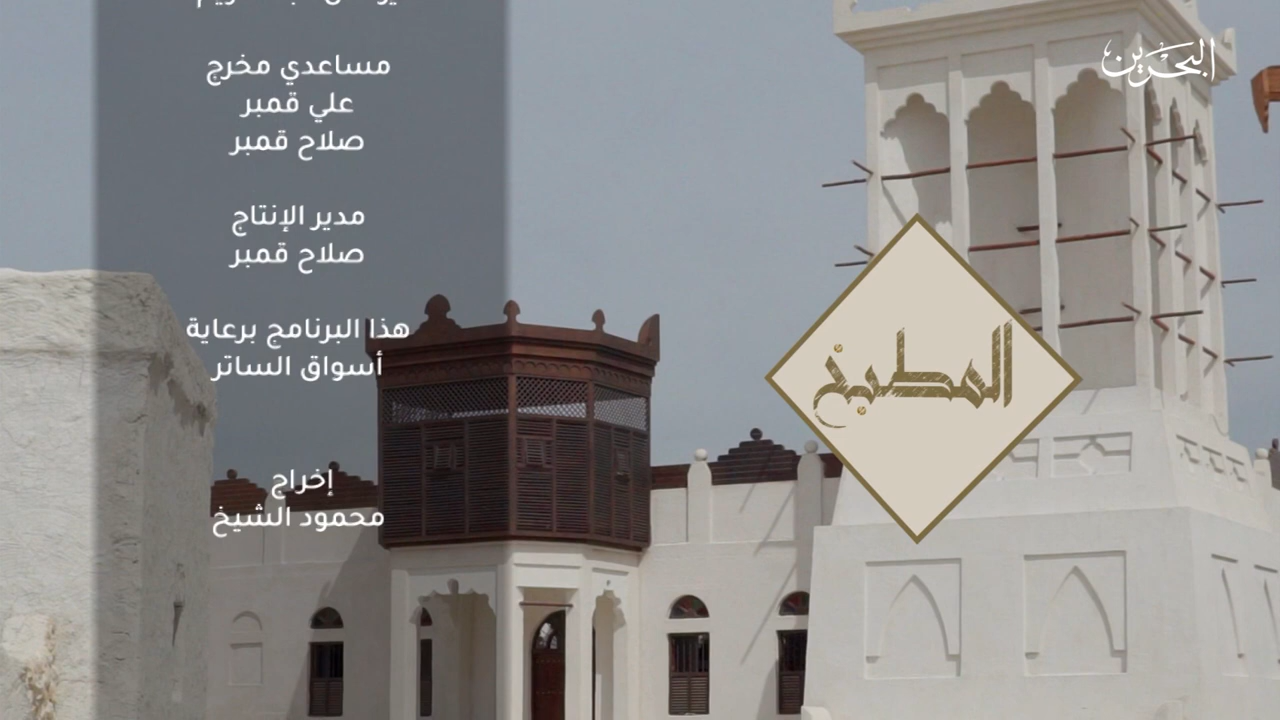 مساعدي مخرج
علي قمبر
صلاح قمبر
مدير الإنتاج
صلاح قمبر
هذا البرنامج برعاية
أسواق الساتر
إخراج
محمود الشيخ
البحرين
المطبخ